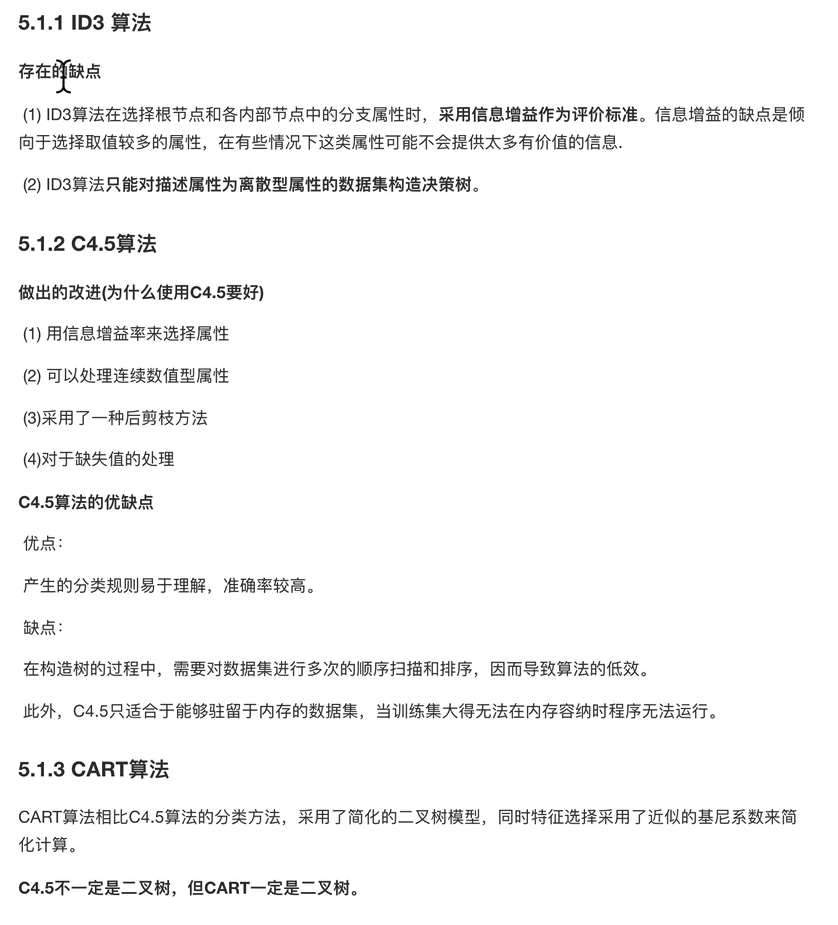 5.1.1 ID3 算法
存在的缺点
(1) ID3算法在选择根节点和各内部节点中的分支属性时，采用信息增益作为评价标准。信息增益的缺点是倾
向于选择取值较多的属性，在有些情况下这类属性可能不会提供太多有价值的信息.
(2) ID3算法只能对描述属性为离散型属性的数据集构造决策树。
5.1.2 C4.5算法
做出的改进(为什么使用C4.5要好)
(1) 用信息增益率来选择属性
(2) 可以处理连续数值型属性
(3)采用了一种后剪枝方法
(4)对于缺失值的处理
C4.5算法的优缺点
优点：
产生的分类规则易于理解，准确率较高。
缺点：
在构造树的过程中，需要对数据集进行多次的顺序扫描和排序，因而导致算法的低效。
此外，C4.5只适合于能够驻留于内存的数据集，当训练集大得无法在内存容纳时程序无法运行。
5.1.3 CART算法
CART算法相比C4.5算法的分类方法，采用了简化的二叉树模型，同时特征选择采用了近似的基尼系数来简
化计算。
C4.5不一定是二叉树，但CART一定是二叉树。